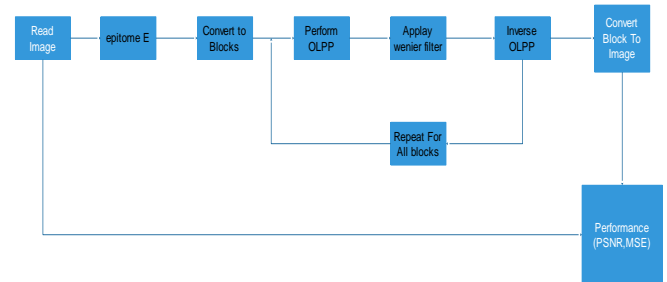 Read
Image
epitome E
Convert to
Blocks
Perform
OLPP
Applay
wenier filter
Inverse
OLPP
Convert
Block To
Image
Repeat For
All blocks
Performance
(PSNR,MSE)